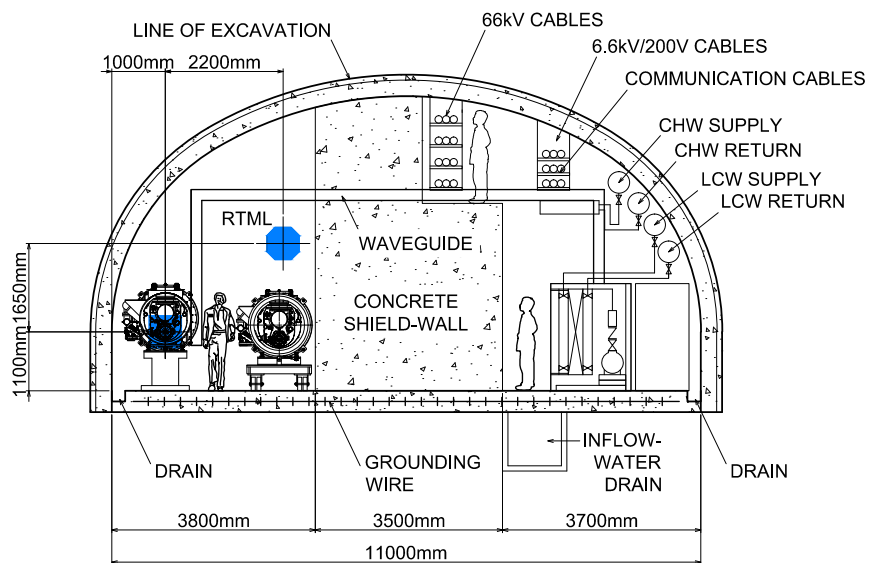 66kV CABLES
LINE OF EXCAVATION
6.6kV/200V CABLES
1000mm
2200mm
COMMUNICATION CABLES
CHW SUPPLY
CHW RETURN
LCW SUPPLY
LCW RETURN
RTML
WAVEGUIDE
1650mm
CONCRETE
SHIELD-WALL
1100mm
DRAIN
GROUNDING
WIRE
INFLOW-
WATER
DRAIN
DRAIN
3800mm
3500mm
3700mm
11000mm